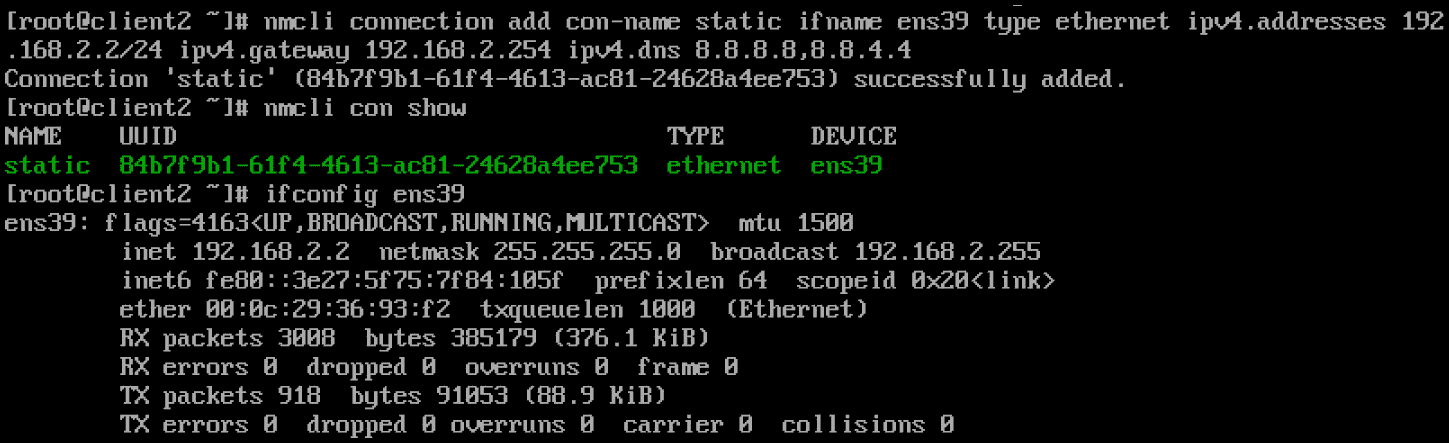 [root@client2 ~]# nmcli connection add con-name static ifname ens39 type ethernet ipv4.addresses 192
.168.2.2/24 ipv4.gateway 192.168.2.254 ipv4.dns 8.8.8.8,8.8.4.4
Connection 'static' (84b7f9b1-61f4-4613-ac81-24628a4ee753) successfully added.
[root@client2 ~]# nmcli con show
NAME    UUID                                  TYPE      DEVICE
static  84b7f9b1-61f4-4613-ac81-24628a4ee753  ethernet  ens39
[root@client2 ~]# ifconfig ens39
ens39: flags=4163<UP,BROADCAST,RUNNING,MULTICAST>  mtu 1500
        inet 192.168.2.2  netmask 255.255.255.0  broadcast 192.168.2.255
        inet6 fe80::3e27:5f75:7f84:105f  prefixlen 64  scopeid 0x20<link>
        ether 00:0c:29:36:93:f2  txqueuelen 1000  (Ethernet)
        RX packets 3008  bytes 385179 (376.1 KiB)
        RX errors 0  dropped 0  overruns 0  frame 0
        TX packets 918  bytes 91053 (88.9 KiB)
        TX errors 0  dropped 0 overruns 0  carrier 0  collisions 0